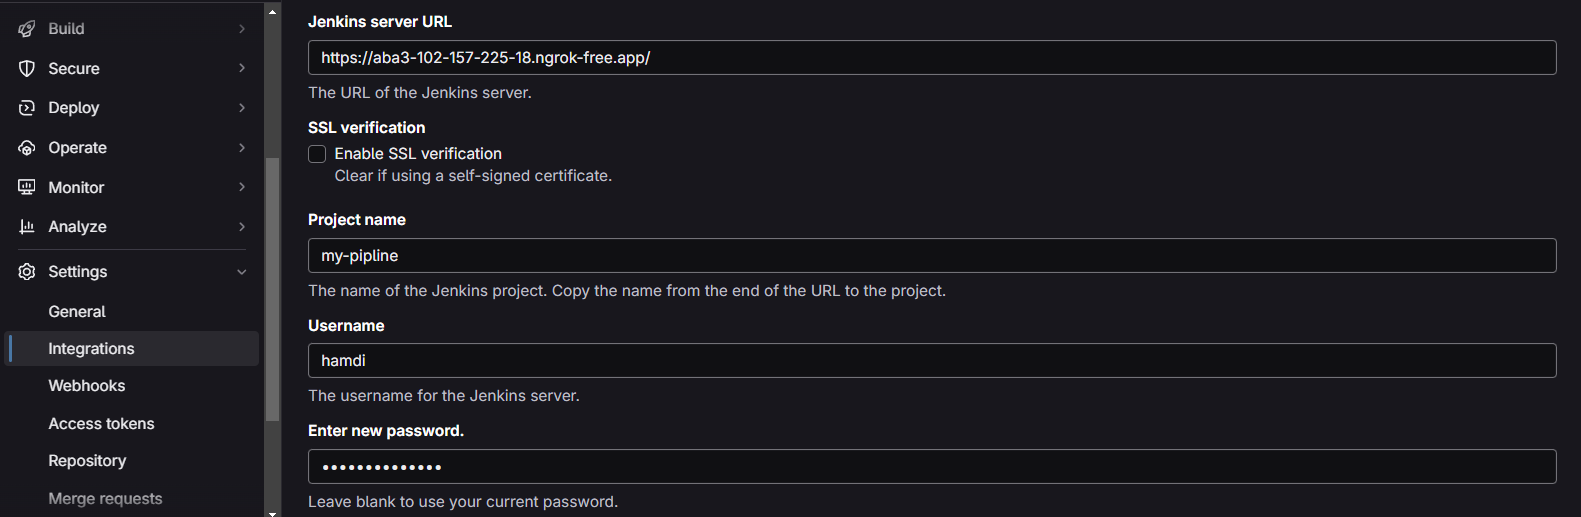 Build
Secure
Deploy
Operate
Monitor
Analyze
Settings
General
Integrations
Webhooks
Access tokens
Repository
Merge requests
Jenkins server URL
https://aba3-102-157-225-18.ngrok-free.app/
The URL of the Jenkins server.
SSL verification
Enable SSL verification
Clear if using a self-signed certificate.
Project name
my-pipline
The name of the Jenkins project. Copy the name from the end of the URL to the project.
Username
hamdi
The username for the Jenkins server.
Enter new password.
••••••••••••••
Leave blank to use your current password.